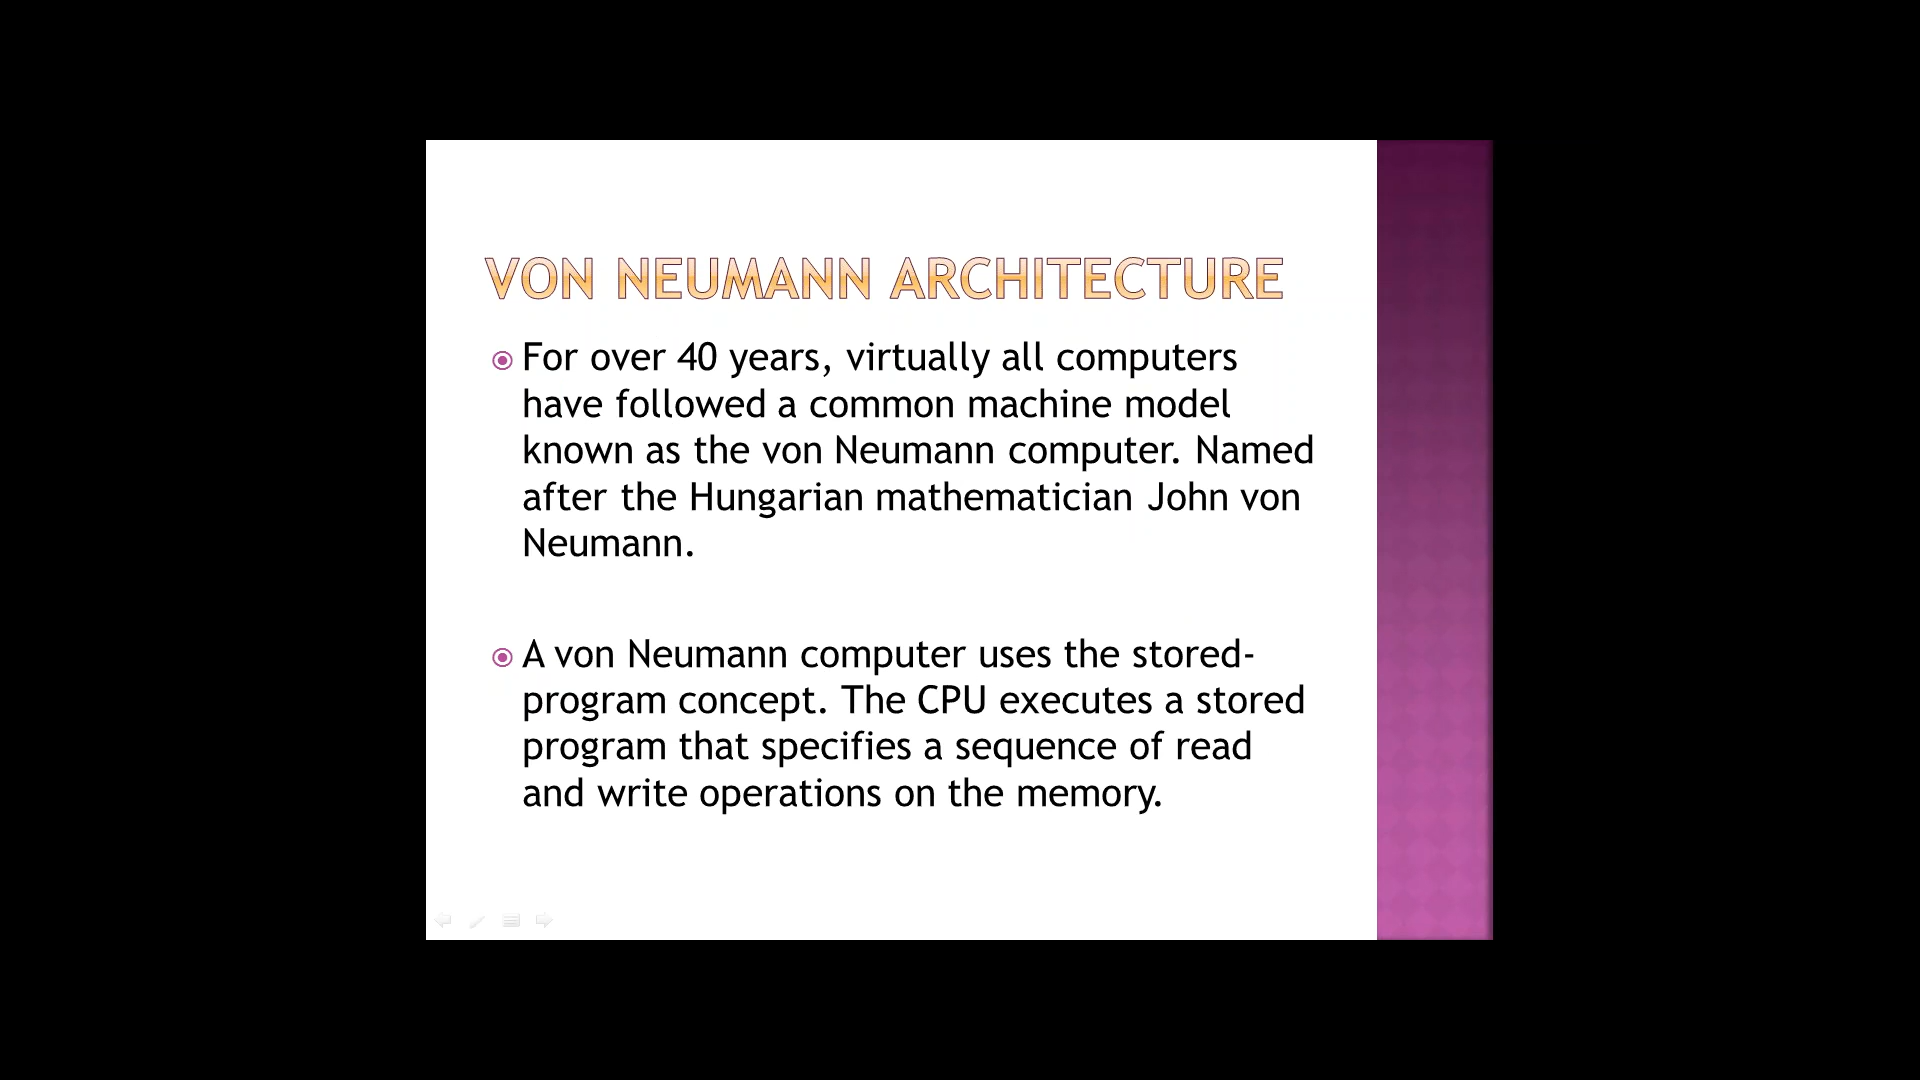 VON NEUMANN ARCHITECTURE
For over 40 years, virtually all computers
have followed a common machine model
known as the von Neumann computer. Named
after the Hungarian mathematician John von
Neumann.
A von Neumann computer uses the stored-
program concept. The CPU executes a stored
program that specifies a sequence of read
and write operations on the memory.